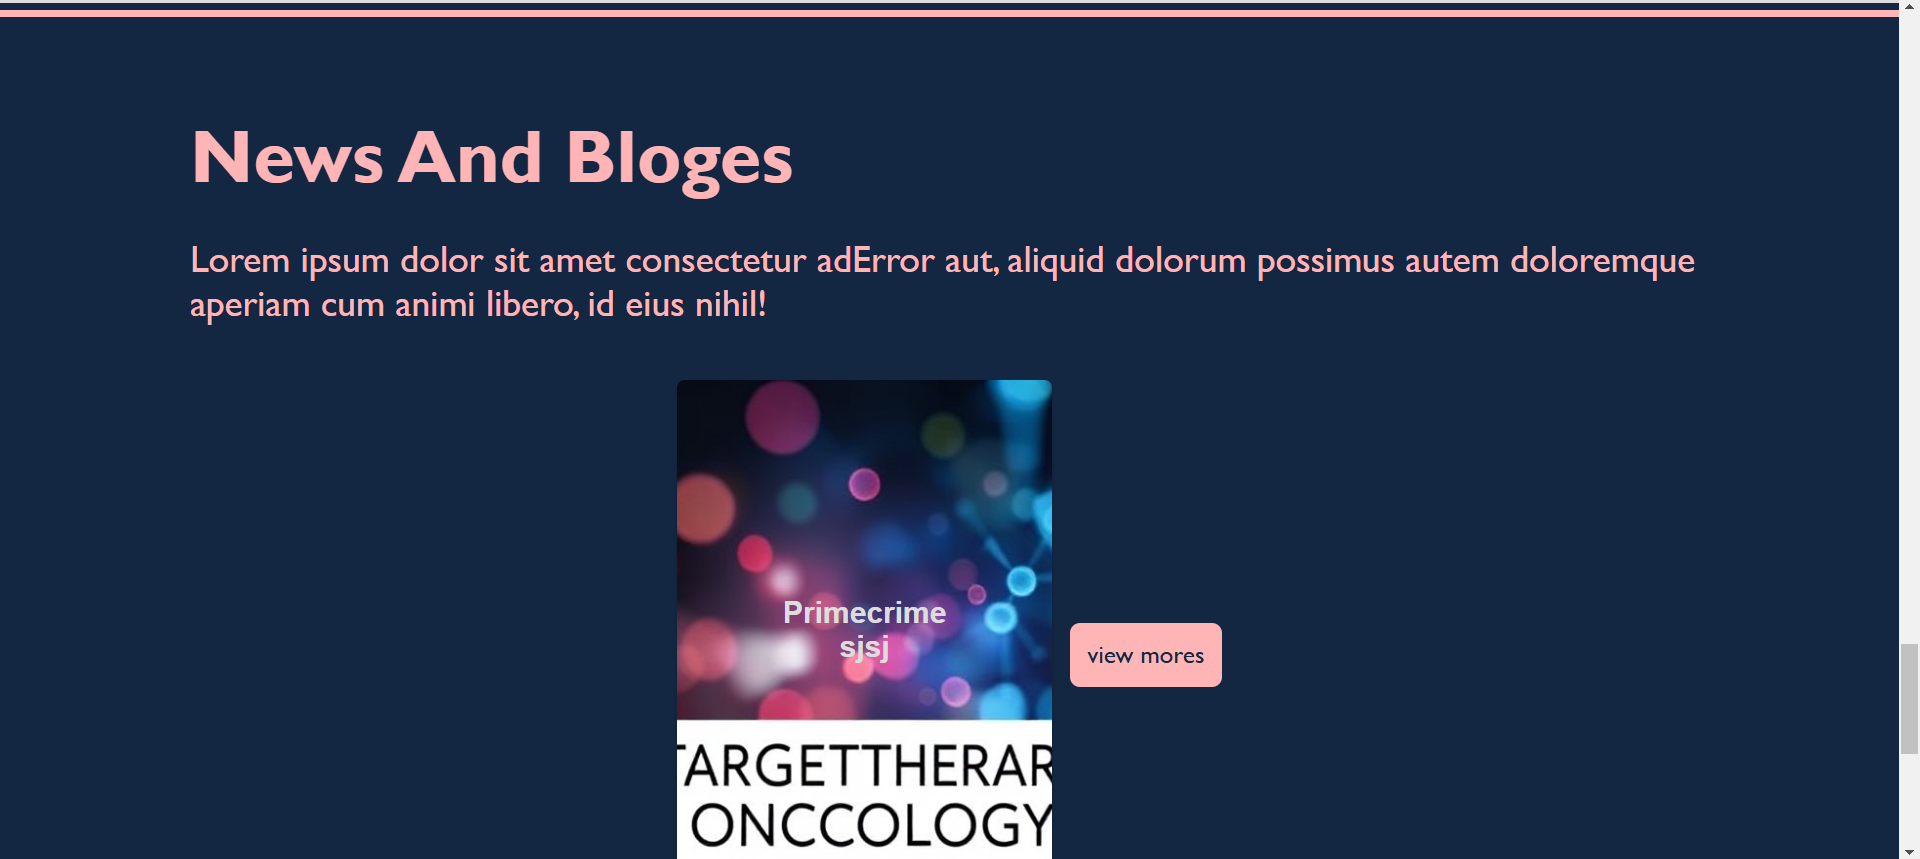 News And Bloges
Lorem ipsum dolor sit amet consectetur adError aut, aliquid dolorum possimus autem doloremque
aperiam cum animi libero, id eius nihil!
Primecrime
sjsj
view mores
TARGETTHERAR
ONCCOLOGY